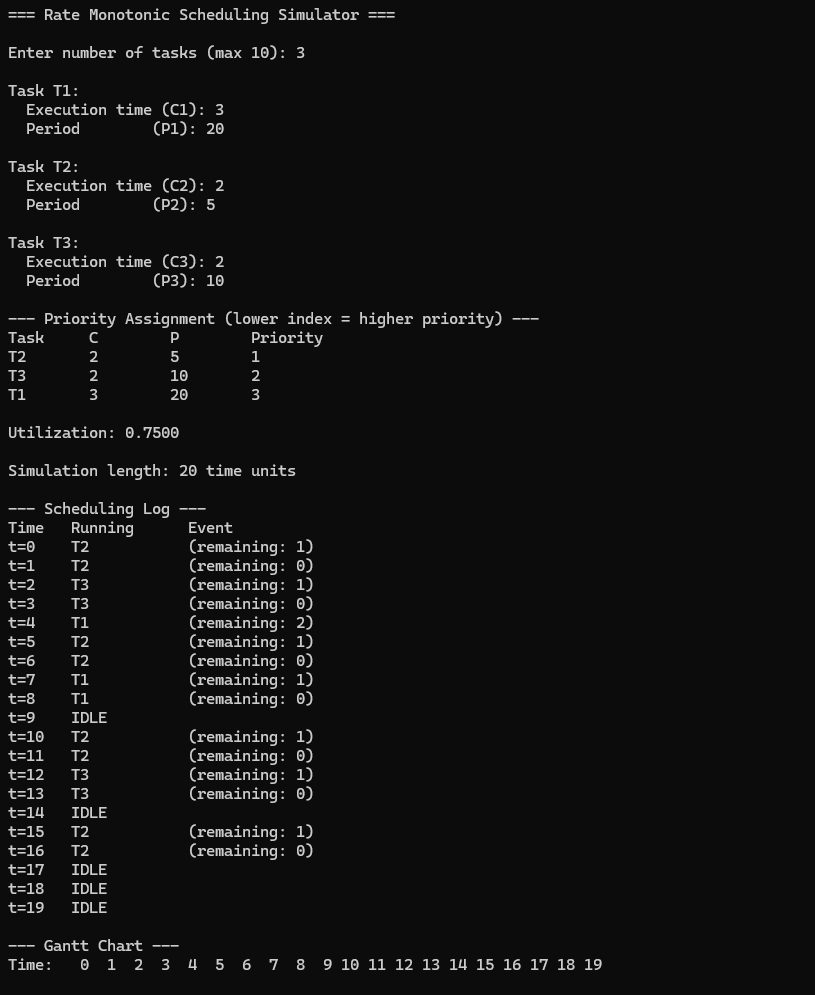 === Rate Monotonic Scheduling Simulator ===
Enter number of tasks (max 10): 3
Task T1:
  Execution time (C1): 3
  Period        (P1): 20
Task T2:
  Execution time (C2): 2
  Period        (P2): 5
Task T3:
  Execution time (C3): 2
  Period        (P3): 10
--- Priority Assignment (lower index = higher priority) ---
Task     C        P        Priority
T2       2        5        1
T3       2        10       2
T1       3        20       3
Utilization: 0.7500
Simulation length: 20 time units
--- Scheduling Log ---
Time   Running      Event
t=0    T2           (remaining: 1)
t=1    T2           (remaining: 0)
t=2    T3           (remaining: 1)
t=3    T3           (remaining: 0)
t=4    T1           (remaining: 2)
t=5    T2           (remaining: 1)
t=6    T2           (remaining: 0)
t=7    T1           (remaining: 1)
t=8    T1           (remaining: 0)
t=9    IDLE
t=10   T2           (remaining: 1)
t=11   T2           (remaining: 0)
t=12   T3           (remaining: 1)
t=13   T3           (remaining: 0)
t=14   IDLE
t=15   T2           (remaining: 1)
t=16   T2           (remaining: 0)
t=17   IDLE
t=18   IDLE
t=19   IDLE
--- Gantt Chart ---
Time:   0  1  2  3  4  5  6  7  8  9 10 11 12 13 14 15 16 17 18 19